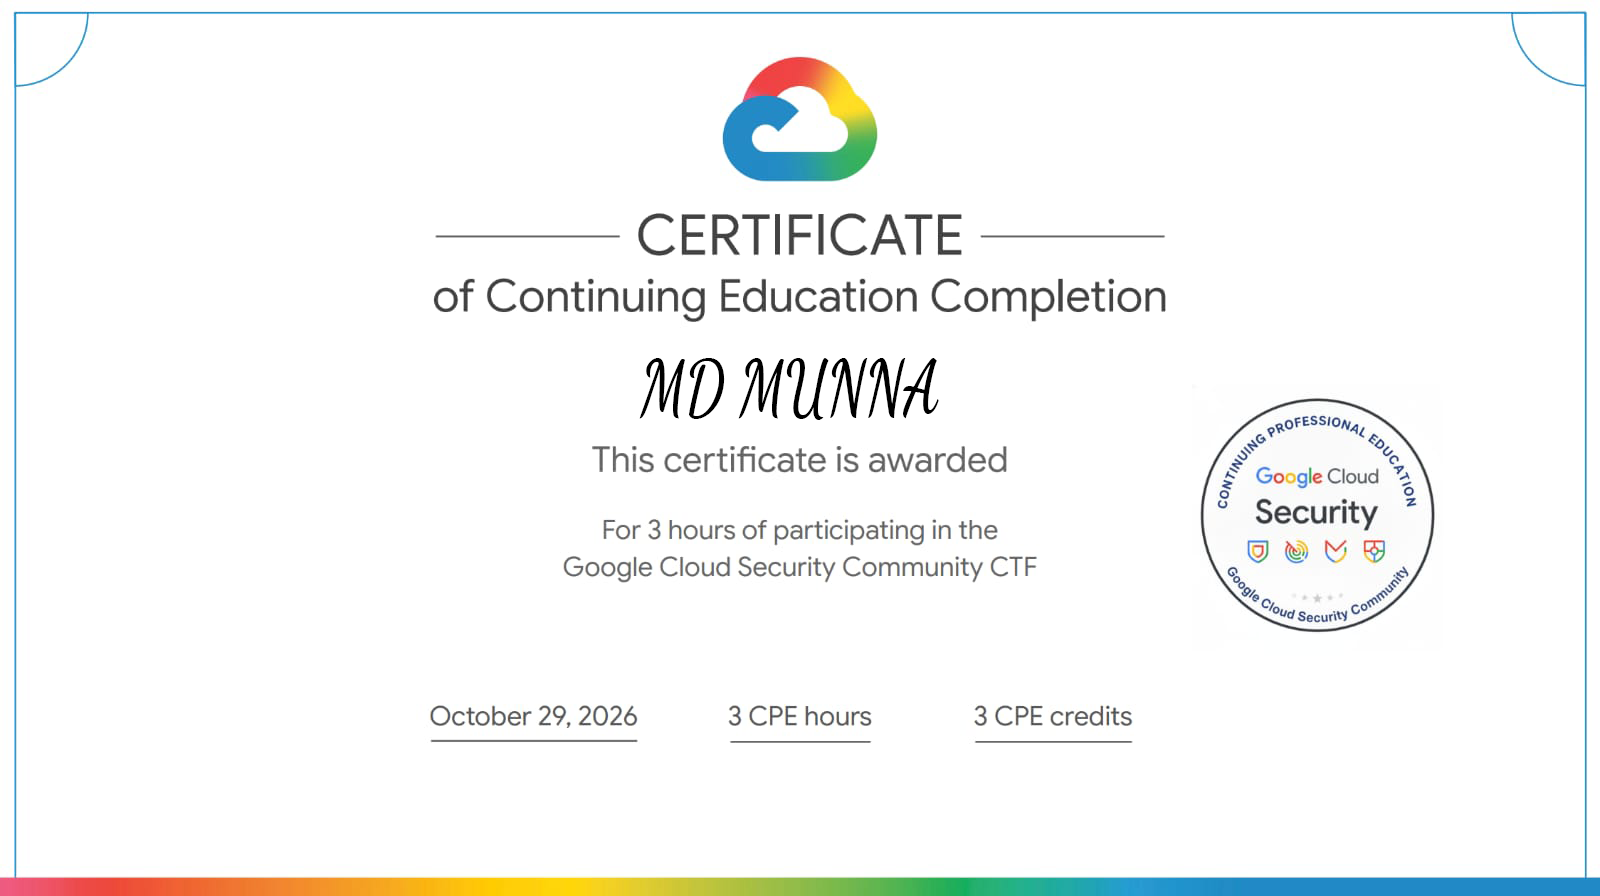 CERTIFICATE
of Continuing Education Completion
MD MUNNA
This certificate is awarded
For 3 hours of participating in the
Google Cloud Security Community CTF
CONTINUING PROFESSIONAL EDUCATION
Google Cloud
Security
Google Cloud Security Community
October 29, 2026
3 CPE hours
3 CPE credits